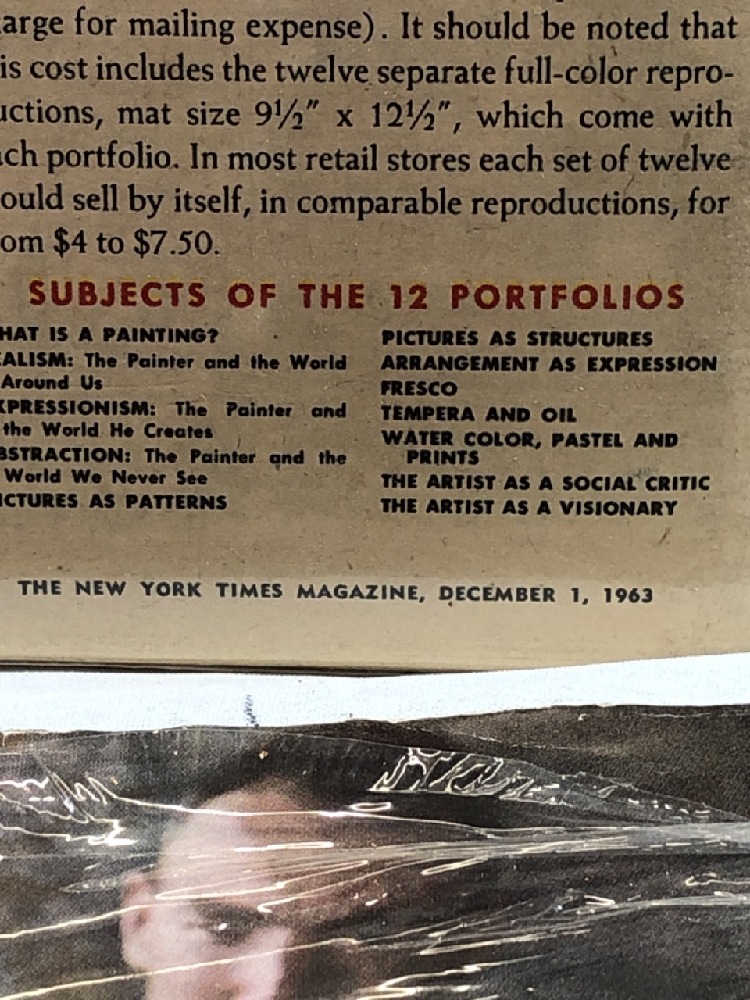 arge for mailing expense). It should be noted that
is cost includes the twelve separate full-color repro-
uctions, mat size 9½" x 12½", which come with
ch portfolio. In most retail stores each set of twelve
ould sell by itself, in comparable reproductions, for
om $4 to $7.50.
SUBJECTS OF THE 12 PORTFOLIOS
HAT IS A PAINTING?
EALISM: The Painter and the World
Around Us
XPRESSIONISM: The Painter and
the World He Creates
BSTRACTION: The Painter and the
World We Never See
ICTURES AS PATTERNS
PICTURES AS STRUCTURES
ARRANGEMENT AS EXPRESSION
FRESCO
TEMPERA AND OIL
WATER COLOR, PASTEL AND
PRINTS
THE ARTIST AS A SOCIAL CRITIC
THE ARTIST AS A VISIONARY
THE NEW YORK TIMES MAGAZINE, DECEMBER 1, 1963